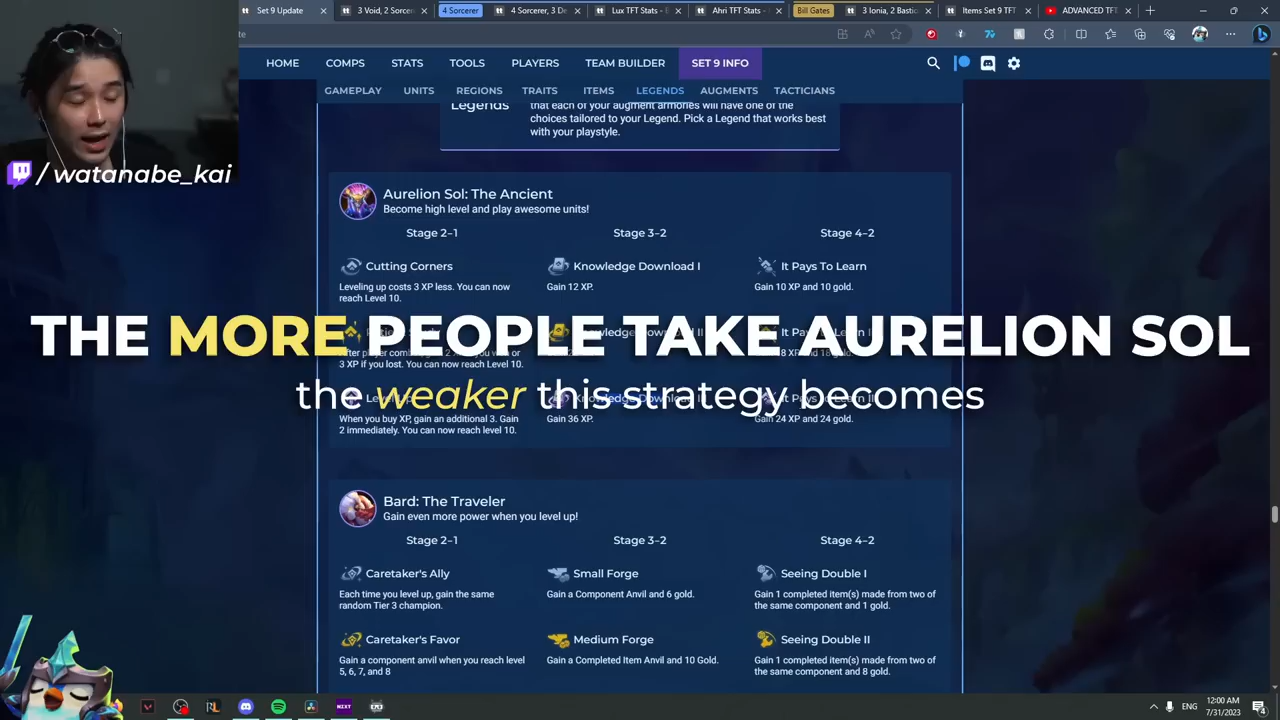 Set 9 Update
3 Void, 2 Sorcer
4 Sorcerer
4 Sorcerer, 3 De
Lux TFT Stats - I
Ahri TFT Stats -
Bill Gates
3 Ionia, 2 Bastio
Items Set 9 TFT
ADVANCED TFT
HOME
COMPS
STATS
TOOLS
PLAYERS
TEAM BUILDER
SET 9 INFO
GAMEPLAY
UNITS
REGIONS
TRAITS
ITEMS
LEGENDS
AUGMENTS
TACTICIANS
Legends
that each of your augment armories will have one of the
choices tailored to your Legend. Pick a Legend that works best
with your playstyle.
/ watanabe_kai
Aurelion Sol: The Ancient
Become high level and play awesome units!
Stage 2-1
Stage 3-2
Stage 4-2
Cutting Corners
Leveling up costs 3 XP less. You can now
reach Level 10.
Knowledge Download I
Gain 12 XP.
It Pays To Learn
Gain 10 XP and 10 gold.
THE MORE PEOPLE TAKE AURELION SOL
the weaker this strategy becomes
3 XP if you lost. You can now reach Level 10.
When you buy XP, gain an additional 3. Gain
2 immediately. You can now reach level 10.
Gain 36 XP.
Gain 24 XP and 24 gold.
Bard: The Traveler
Gain even more power when you level up!
Stage 2-1
Stage 3-2
Stage 4-2
Caretaker's Ally
Each time you level up, gain the same
random Tier 3 champion.
Small Forge
Gain a Component Anvil and 6 gold.
Seeing Double I
Gain 1 completed item(s) made from two of
the same component and 1 gold.
Caretaker's Favor
Gain a component anvil when you reach level
5, 6, 7, and 8
Medium Forge
Gain a Completed Item Anvil and 10 Gold.
Seeing Double II
Gain 1 completed item(s) made from two of
the same component and 8 gold.
ENG
12:00 AM
7/31/2023